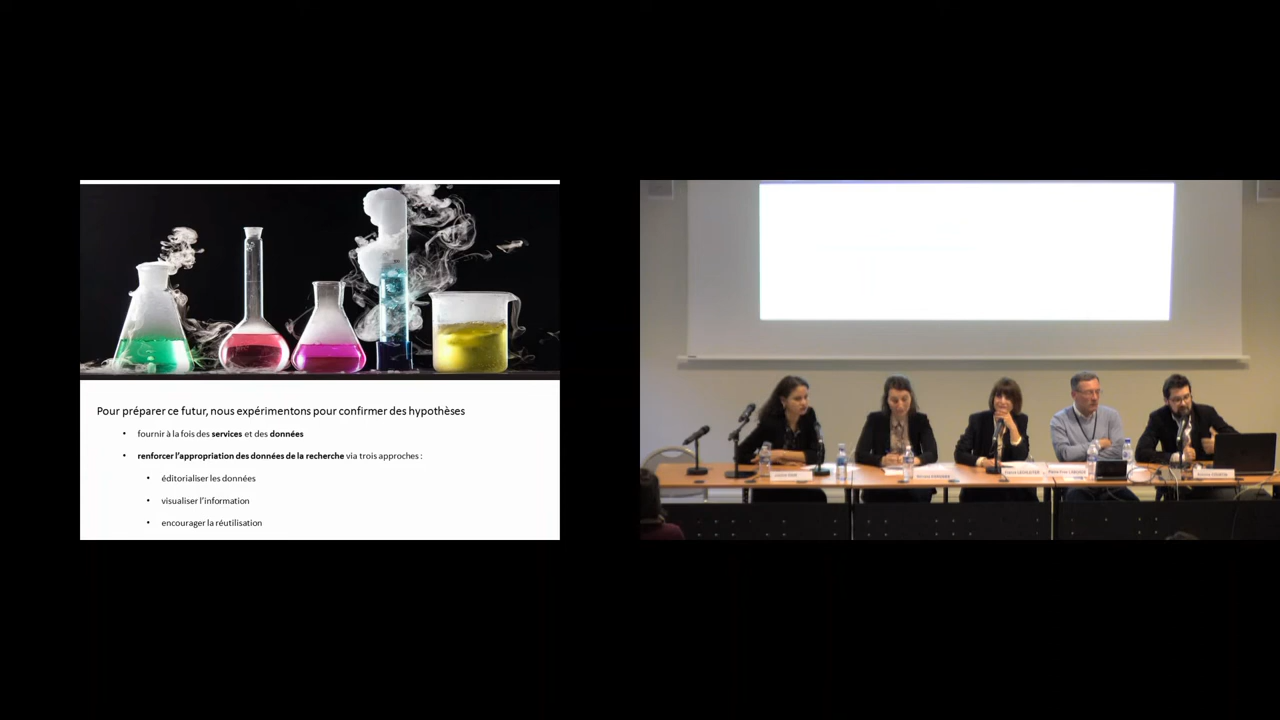 Pour préparer ce futur, nous expérimentons pour confirmer des hypothèses
• fournir à la fois des services et des données
• renforcer l'appropriation des données de la recherche via trois approches :
• éditorialiser les données
• visualiser l'information
• encourager la réutilisation